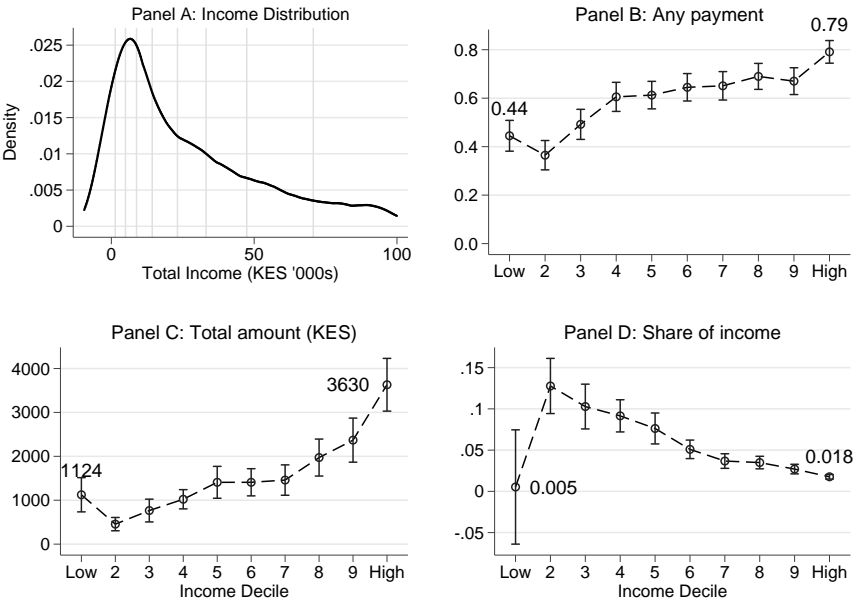 Panel A: Income Distribution
Density
.025
.02
.015
.01
.005
0
0 50 100
Total Income (KES '000s)
Panel B: Any payment
0.79
0.44
0.8
0.6
0.4
0.2
0.0
Low 2 3 4 5 6 7 8 9 High
Panel C: Total amount (KES)
4000
3000
2000
1000
0
3630
1124
Low 2 3 4 5 6 7 8 9 High
Income Decile
Panel D: Share of income
.15
.1
.05
0
-.05
0.005
0.018
Low 2 3 4 5 6 7 8 9 High
Income Decile